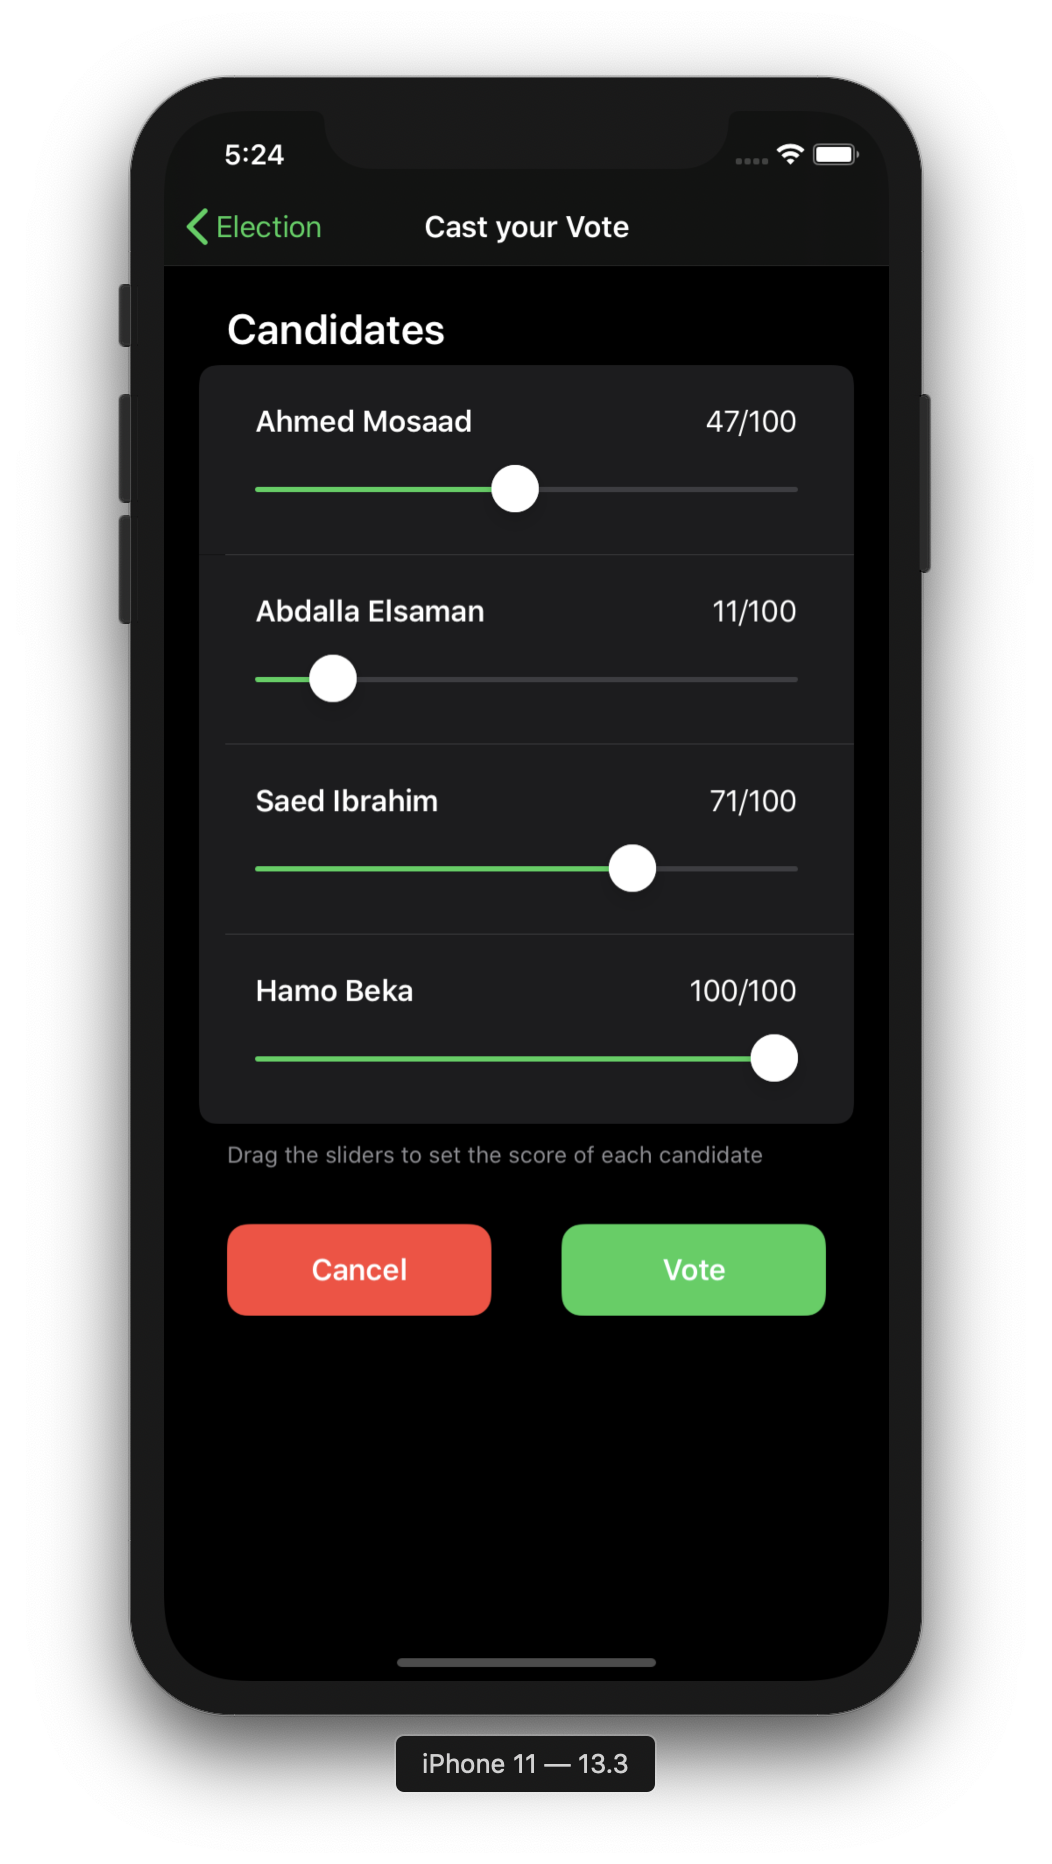 5:24
Election
Cast your Vote
Candidates
Ahmed Mosaad 47/100
Abdalla Elsaman 11/100
Saed Ibrahim 71/100
Hamo Beka 100/100
Drag the sliders to set the score of each candidate
Cancel Vote
iPhone 11 — 13.3